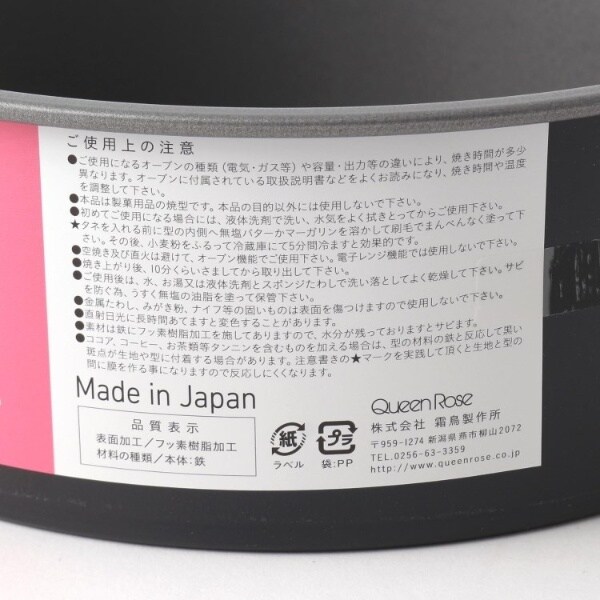 ご使用上の注意
●ご使用になるオーブンの種類（電気・ガス等）や容量・出力等の違いにより、焼き時間が多少
異なります。オーブンに付属されている取扱説明書などをよくお読みになり、焼き時間や温度
を調整して下さい。
●本品は製菓用品の焼型です。本品の目的以外には使用しないで下さい。
●初めてご使用になる場合には、液体洗剤で洗い、水気をよく拭きとってからご使用下さい。
★タネを入れる前に型の内側へ無塩バターかマーガリンを溶かして刷毛でまんべんなく塗って下
さい。その後、小麦粉をふるって冷蔵庫にて5分間冷ますと効果的です。
●空焼き及び直火は避けて、オーブン機能でご使用下さい。電子レンジ機能では使用しないで下さい。
●焼き上がり後、10分くらいさましてから取り出して下さい。
●ご使用後は、水、お湯又は液体洗剤とスポンジたわしで洗い落としてよく乾燥して下さい。サビ
を防ぐ為、うすく無塩の油脂を塗って保管下さい。
●金属たわし、みがき粉、ナイフ等の固いものは表面を傷つけますので使用しないで下さい。
●直射日光に長時間あてますと変色することがあります。
●素材は鉄にフッ素樹脂加工を施してありますので、水分が残っておりますとサビます。
●ココア、コーヒー、お茶類等タンニンを含むものを加える場合は、型の材料の鉄と反応して黒い
斑点が生地や型に付着する場合があります。注意書きの★マークを実践して頂くと生地と型の
間に膜を作る事になりますので反応しにくくなります。
Made in Japan
品質表示
表面加工／フッ素樹脂加工
材料の種類／本体：鉄
紙
ラベル
プラ
袋：PP
Queen Rose
株式会社 霜鳥製作所
〒959-1274 新潟県燕市柳山2072
TEL.0256-63-3359
http://www.queenrose.co.jp